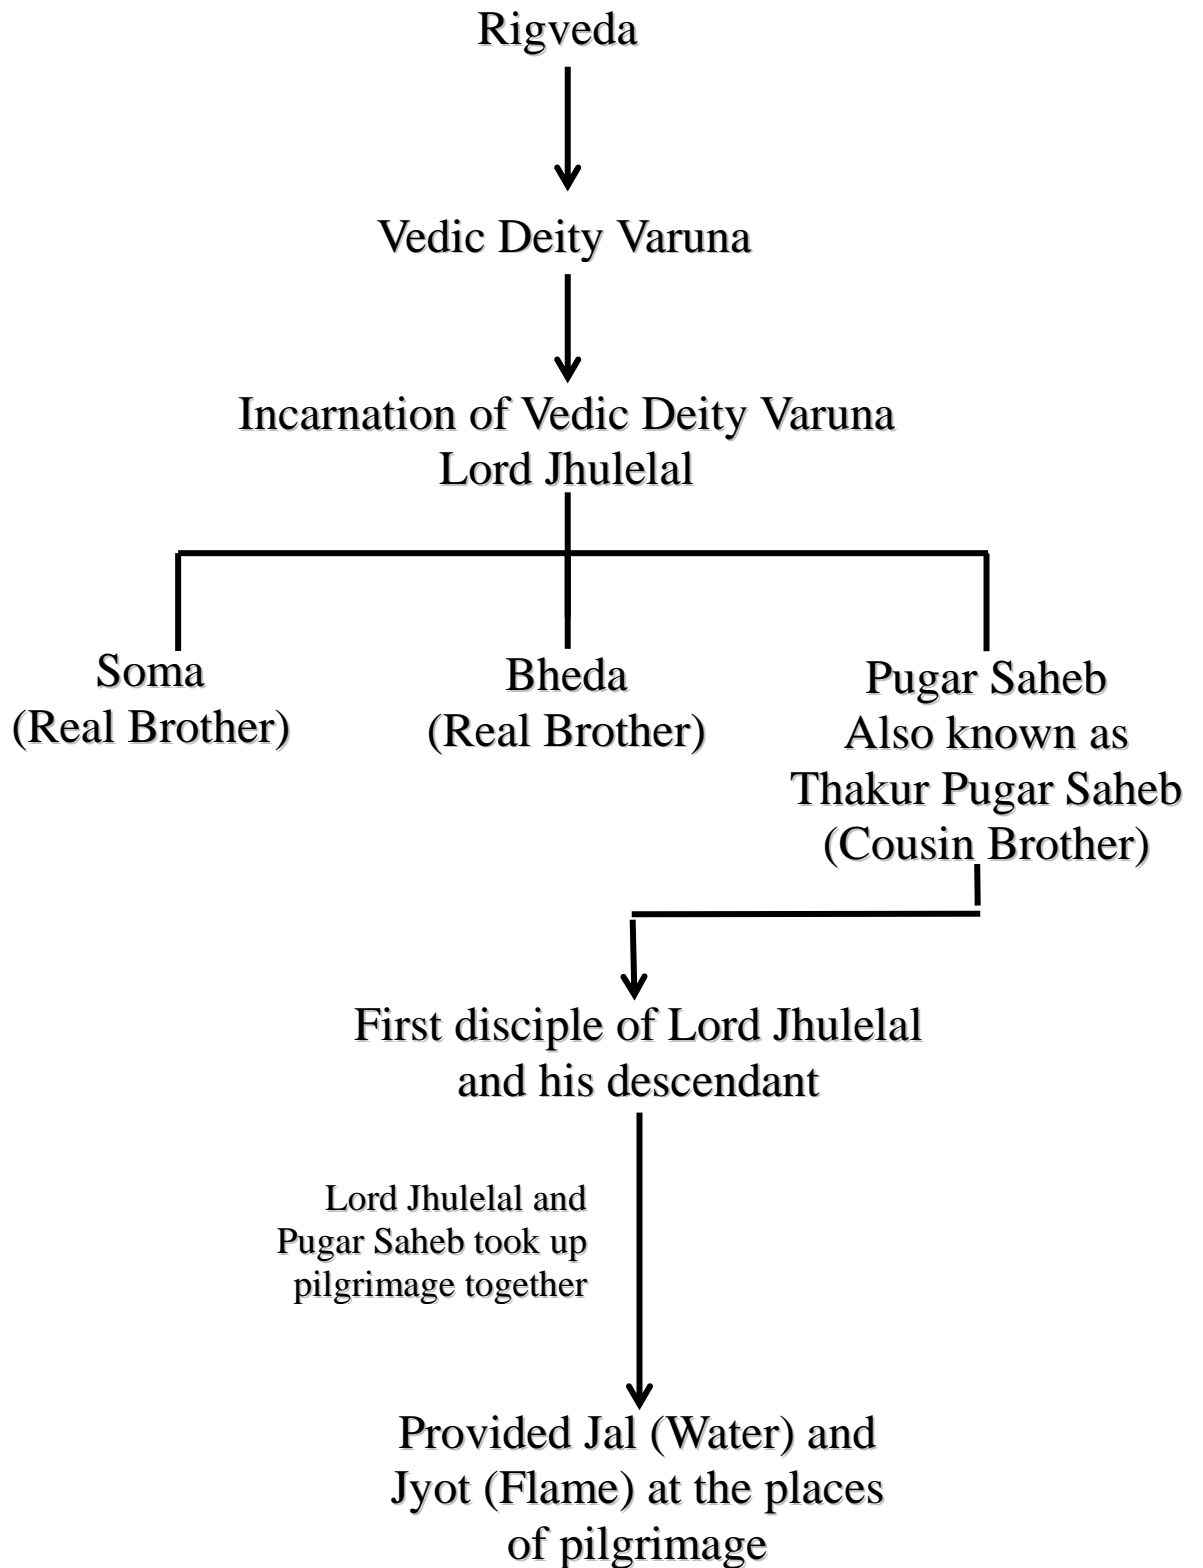 Rigveda
Vedic Deity Varuna
Incarnation of Vedic Deity Varuna
Lord Jhulelal
Soma
(Real Brother)
Bheda
(Real Brother)
Pugar Saheb
Also known as
Thakur Pugar Saheb
(Cousin Brother)
First disciple of Lord Jhulelal
and his descendant
Lord Jhulelal and
Pugar Saheb took up
pilgrimage together
Provided Jal (Water) and
Jyot (Flame) at the places
of pilgrimage